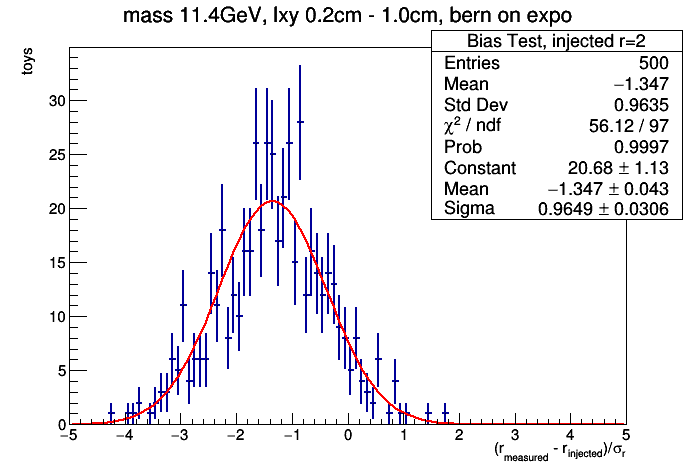 mass 11.4GeV, lxy 0.2cm - 1.0cm, bern on expo
Bias Test, injected r=2
Entries 500
Mean −1.347
Std Dev 0.9635
χ² / ndf 56.12 / 97
Prob 0.9997
Constant 20.68 ± 1.13
Mean −1.347 ± 0.043
Sigma 0.9649 ± 0.0306
toys
30
25
20
15
10
5
0
−5 −4 −3 −2 −1 0 1 2 3 4 5
(r_measured - r_injected)/σ_r